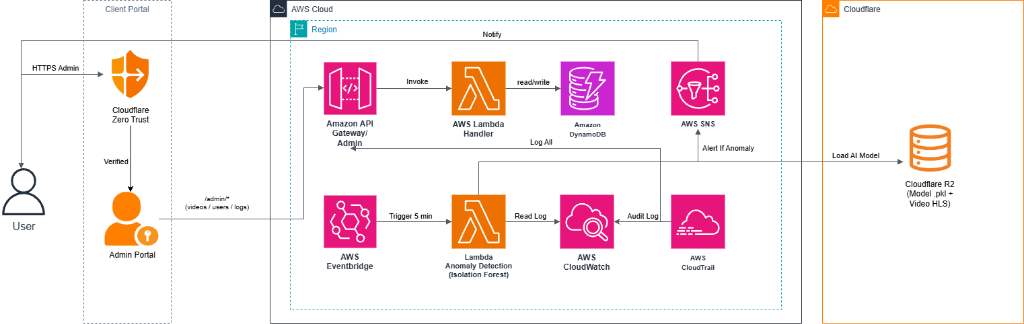 Client Portal
AWS Cloud
Cloudflare
Region
Notify
HTTPS Admin
Cloudflare
Zero Trust
Invoke
read/write
Amazon API
Gateway/
Admin
AWS Lambda
Handler
Amazon
DynamoDB
AWS SNS
Log All
Alert If Anomaly
Load AI Model
Verified
Cloudflare R2
(Model .pkl +
Video HLS)
/admin/*
(videos / users / logs)
Trigger 5 min
Read Log
Audit Log
User
Admin Portal
AWS
Eventbridge
Lambda
Anomaly Detection
(Isolation Forest)
AWS
CloudWatch
AWS
CloudTrail